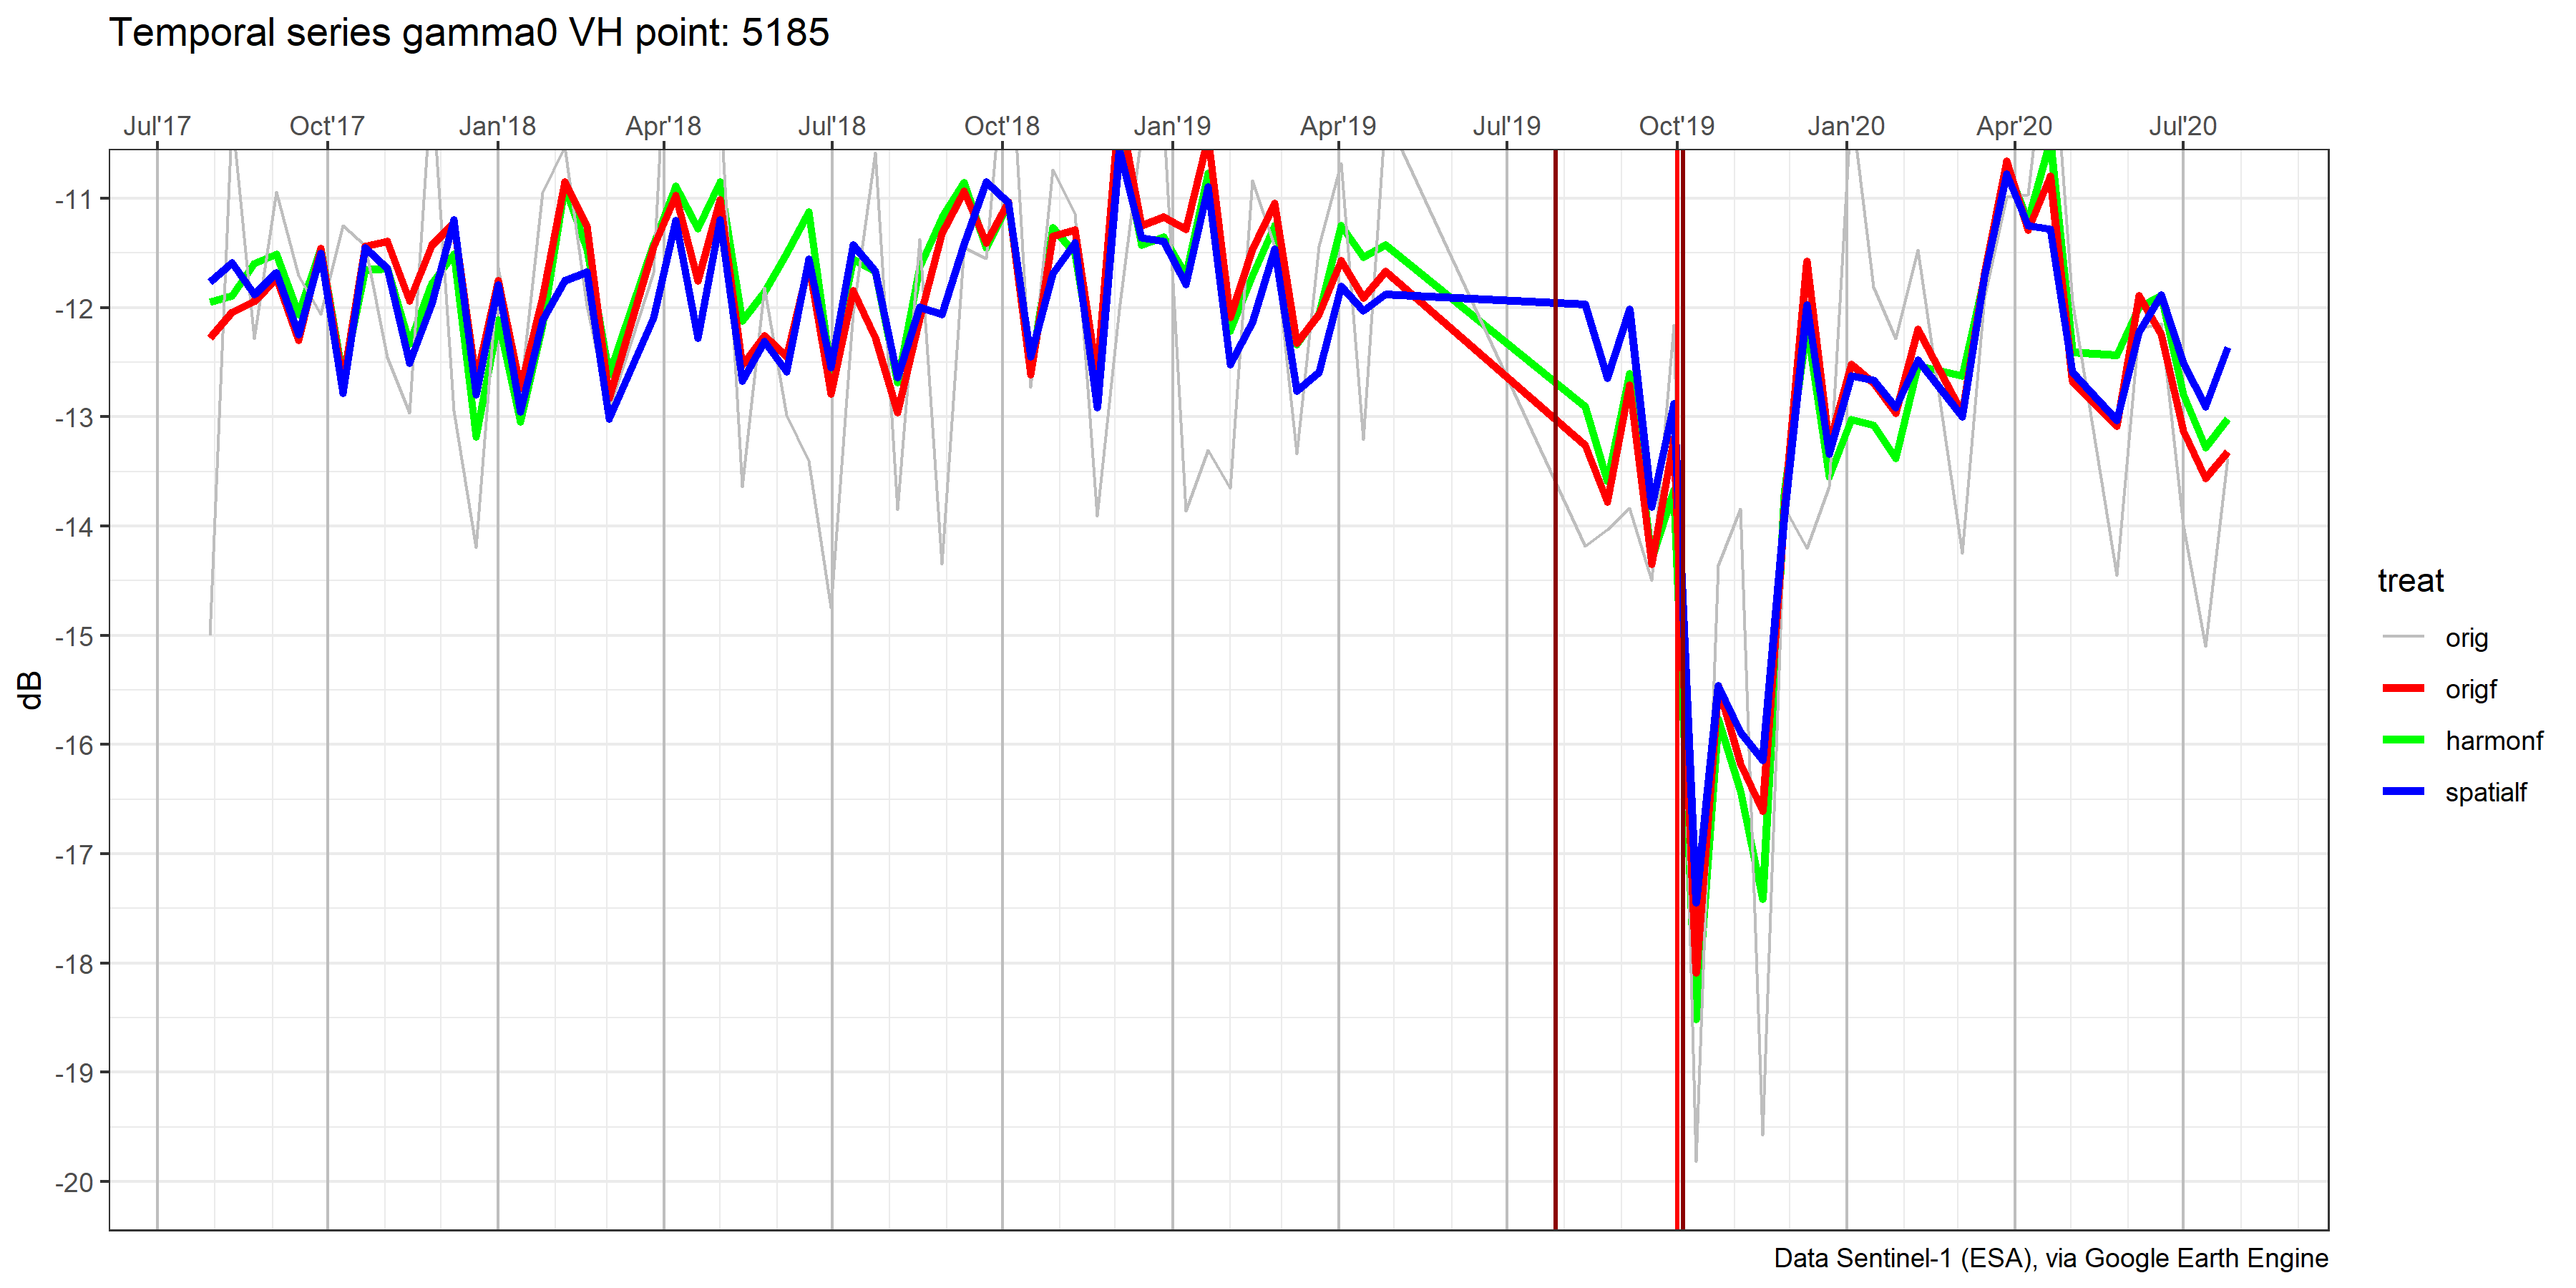 Temporal series gamma0 VH point: 5185
Jul'17 Oct'17 Jan'18 Apr'18 Jul'18 Oct'18 Jan'19 Apr'19 Jul'19 Oct'19 Jan'20 Apr'20 Jul'20
-11
-12
-13
-14
-15
-16
-17
-18
-19
-20
dB
treat
orig
origf
harmonf
spatialf
Data Sentinel-1 (ESA), via Google Earth Engine